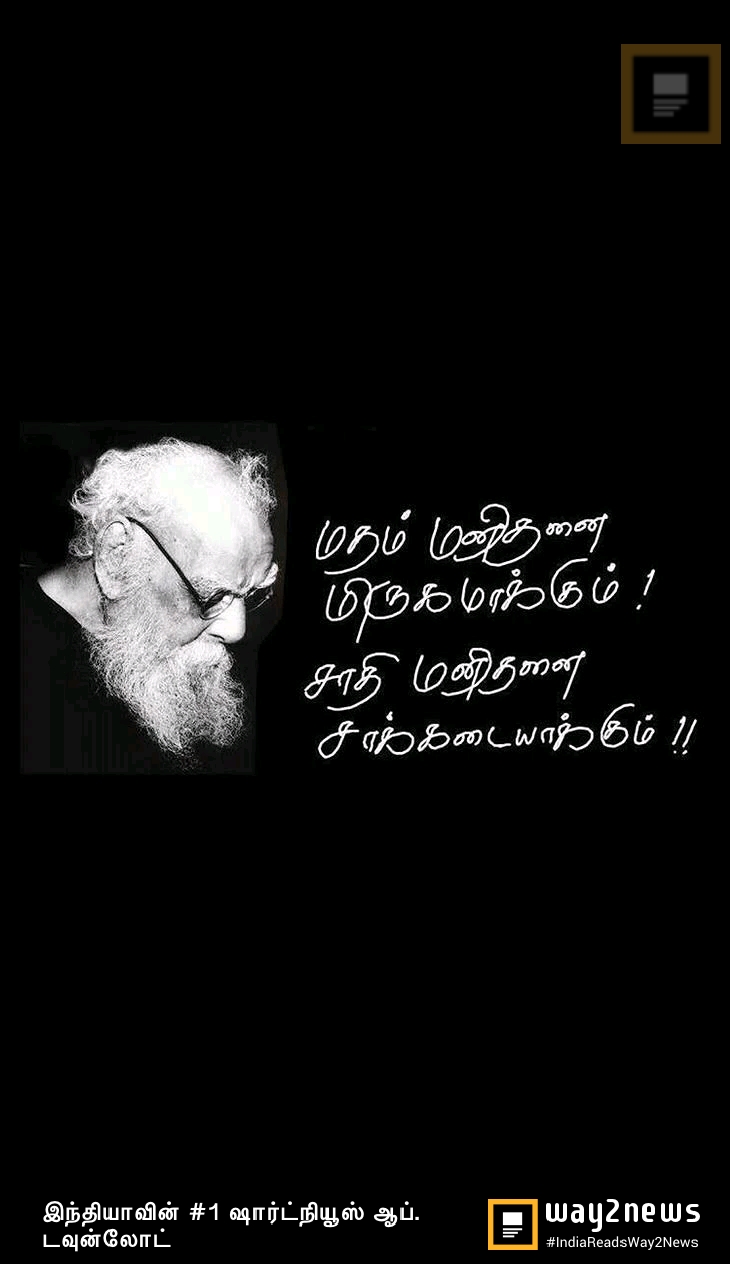 மதம் மனிதனை
மிருகமாக்கும் !
சாதி மனிதனை
சாக்கடையாக்கும் !!
இந்தியாவின் #1 ஷார்ட்நியூஸ் ஆப்.
டவுன்லோட்
way2news
#IndiaReadsWay2News